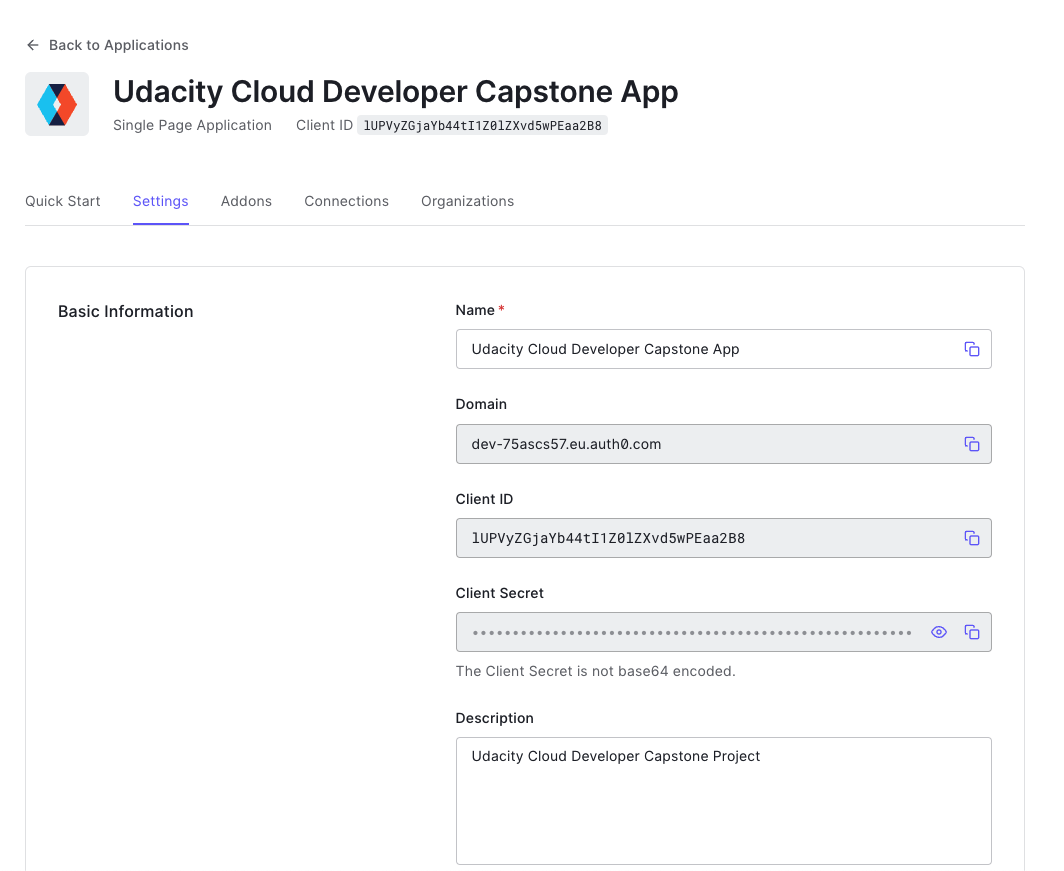 Back to Applications
Udacity Cloud Developer Capstone App
Single Page Application Client ID lUPVyZGjaYb44tI1Z0lZXvd5wPEaa2B8
Quick Start Settings Addons Connections Organizations
Basic Information
Name *
Udacity Cloud Developer Capstone App
Domain
dev-75ascs57.eu.auth0.com
Client ID
lUPVyZGjaYb44tI1Z0lZXvd5wPEaa2B8
Client Secret
The Client Secret is not base64 encoded.
Description
Udacity Cloud Developer Capstone Project